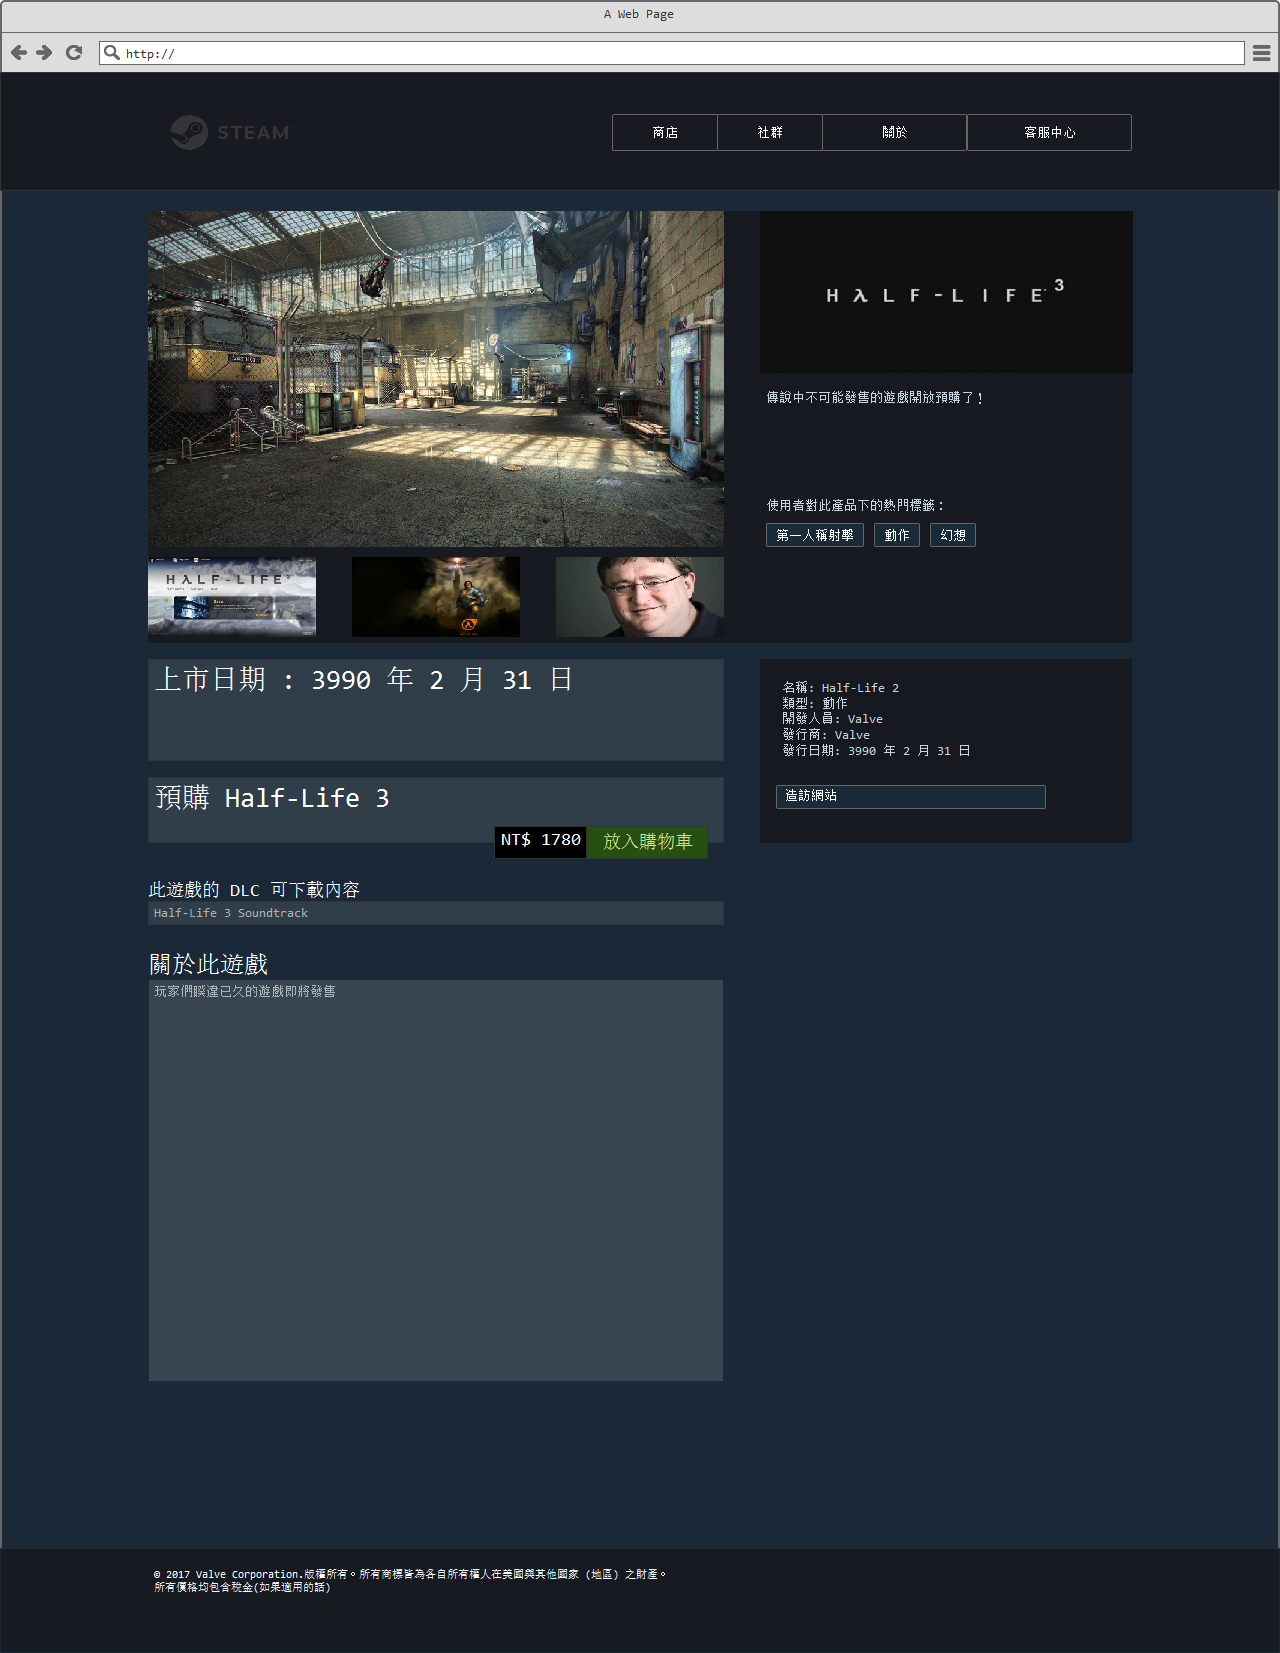 A Web Page
http://
STEAM
商店 社群 關於 客服中心
HλLF-LIFE 3
傳說中不可能發售的遊戲開放預購了！
使用者對此產品下的熱門標籤：
第一人稱射擊 動作 幻想
HλLF-LIFE 3
上市日期 : 3990 年 2 月 31 日
名稱: Half-Life 2
類型: 動作
開發人員: Valve
發行商: Valve
發行日期: 3990 年 2 月 31 日
造訪網站
預購 Half-Life 3
NT$ 1780 放入購物車
此遊戲的 DLC 可下載內容
Half-Life 3 Soundtrack
關於此遊戲
玩家們睽違已久的遊戲即將發售
© 2017 Valve Corporation.版權所有。所有商標皆為各自所有權人在美國與其他國家 (地區) 之財產。
所有價格均包含稅金(如果適用的話)